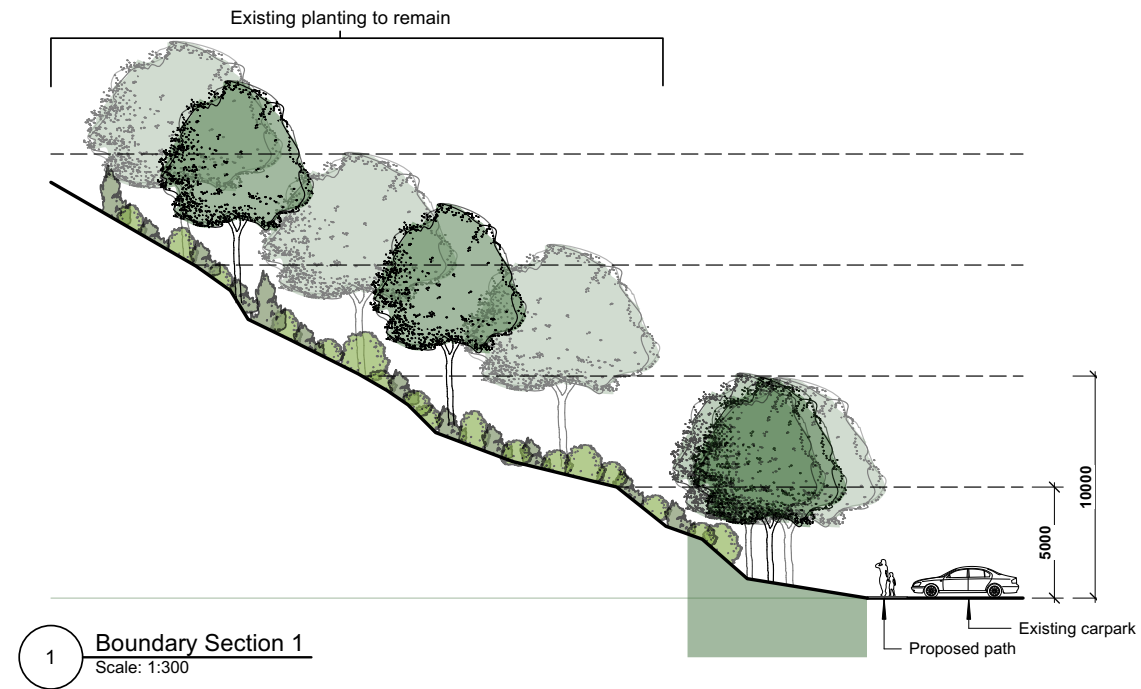 Existing planting to remain
10000
5000
Existing carpark
Proposed path
1
Boundary Section 1
Scale: 1:300